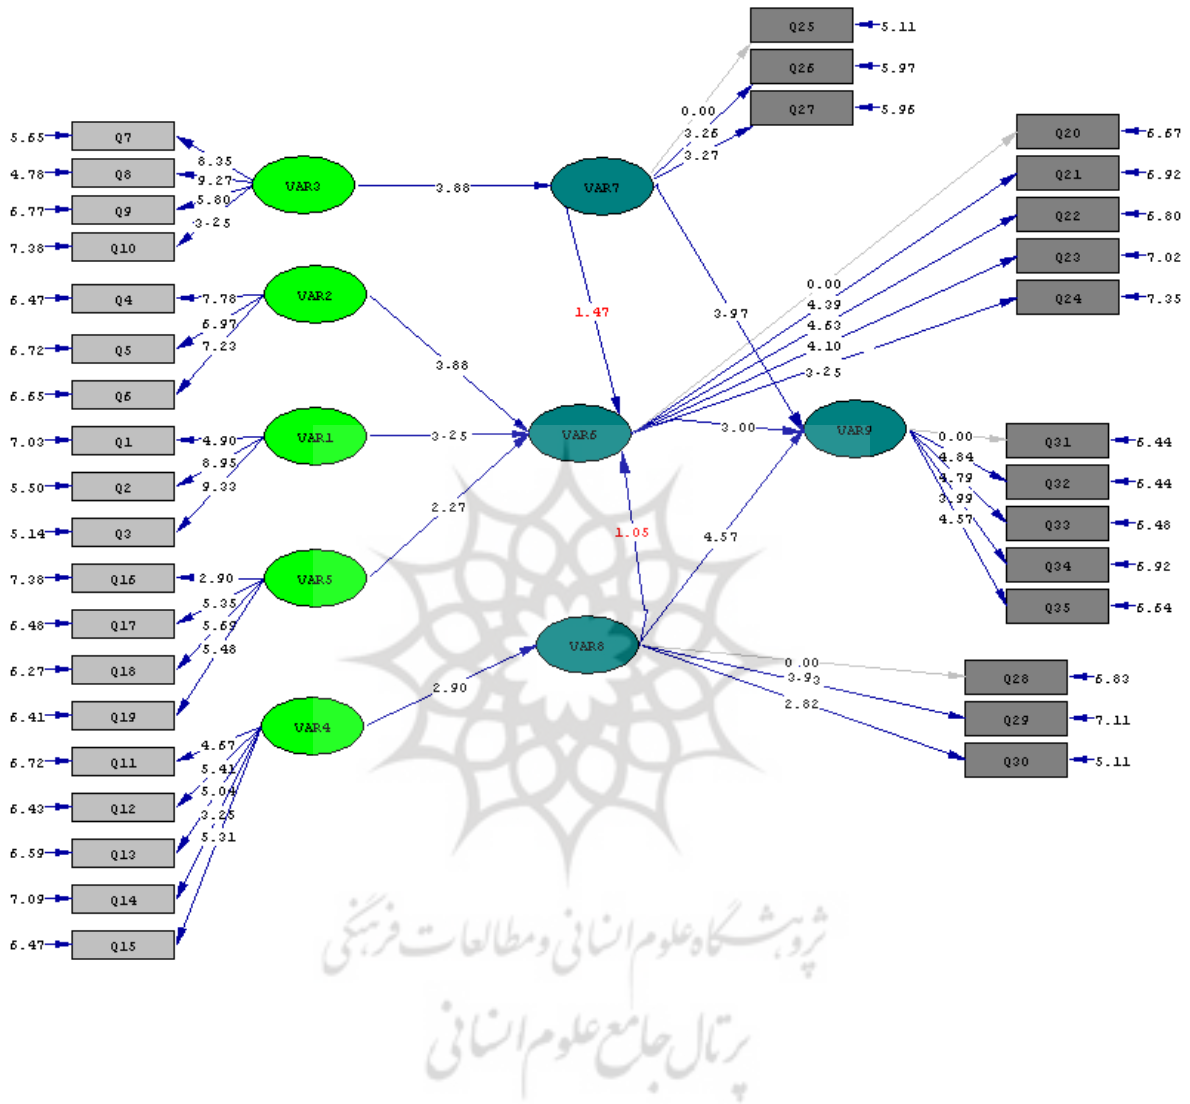 Q25 5.11
Q26 5.97
Q27 5.96
0.00
3.26
3.27
Q20 6.67
Q21 6.92
Q22 6.80
Q23 7.02
Q24 7.35
0.00
4.39
4.63
4.10
3.25
5.65 Q7
4.78 Q8
6.77 Q9
7.38 Q10
8.35
9.27
5.80
3.25
VAR3 3.88 VAR7
6.47 Q4 7.78
6.72 Q5 6.97
6.65 Q6 7.23
VAR2
3.88
1.47
3.97
7.03 Q1 4.90
5.50 Q2 8.95
5.14 Q3 9.33
VAR1 3.25 VAR6 3.00 VAR9
2.27
0.00
4.84
4.79
3.99
4.57
Q31 6.44
Q32 6.44
Q33 6.48
Q34 6.92
Q35 6.64
7.38 Q16 2.90
6.48 Q17 5.35
6.27 Q18 5.69
6.41 Q19 5.48
VAR5
1.05
4.57
VAR8
0.00
3.93
2.82
Q28 6.83
Q29 7.11
Q30 5.11
2.90
VAR4
6.72 Q11 4.67
6.43 Q12 5.41
6.59 Q13 5.04
7.09 Q14 3.25
6.47 Q15 5.31
پژوهشگاه علوم انسانی و مطالعات فرهنگی
پرتال جامع علوم انسانی